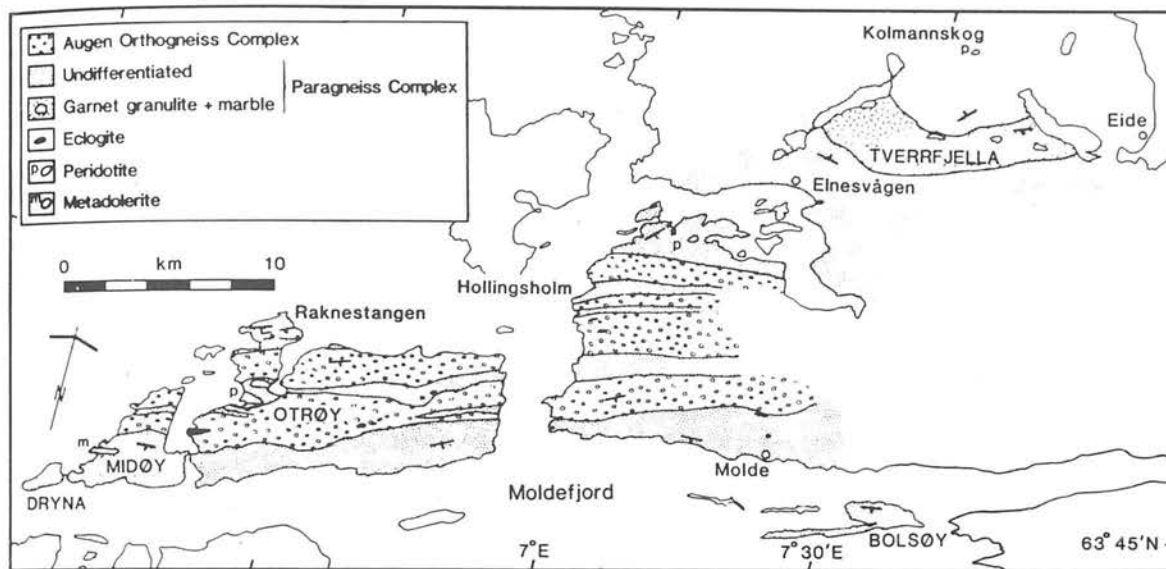 Augen Orthogneiss Complex
Undifferentiated
Paragneiss Complex
Garnet granulite + marble
Eclogite
p Peridotite
m Metadolerite
0 km 10
N
Kolmannskog
p
Eide
TVERRFJELLA
Elnesvågen
p
Hollingsholm
Raknestangen
p
OTRØY
m
MIDØY
DRYNA
Molde
Moldefjord
BOLSØY
7° E
7° 30' E
63° 45' N